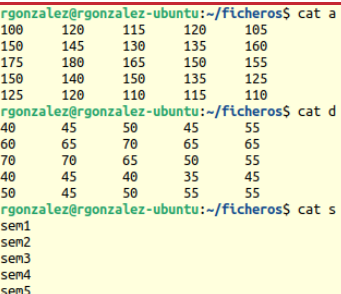 rgonzalez@rgonzalez-ubuntu:~/ficheros$ cat a
100 120 115 120 105
150 145 130 135 160
175 180 165 150 155
150 140 150 135 125
125 120 110 115 110
rgonzalez@rgonzalez-ubuntu:~/ficheros$ cat d
40 45 50 45 55
60 65 70 65 65
70 70 65 50 55
45 40 40 35 45
50 45 50 55 55
rgonzalez@rgonzalez-ubuntu:~/ficheros$ cat s
sem1
sem2
sem3
sem4
sem5